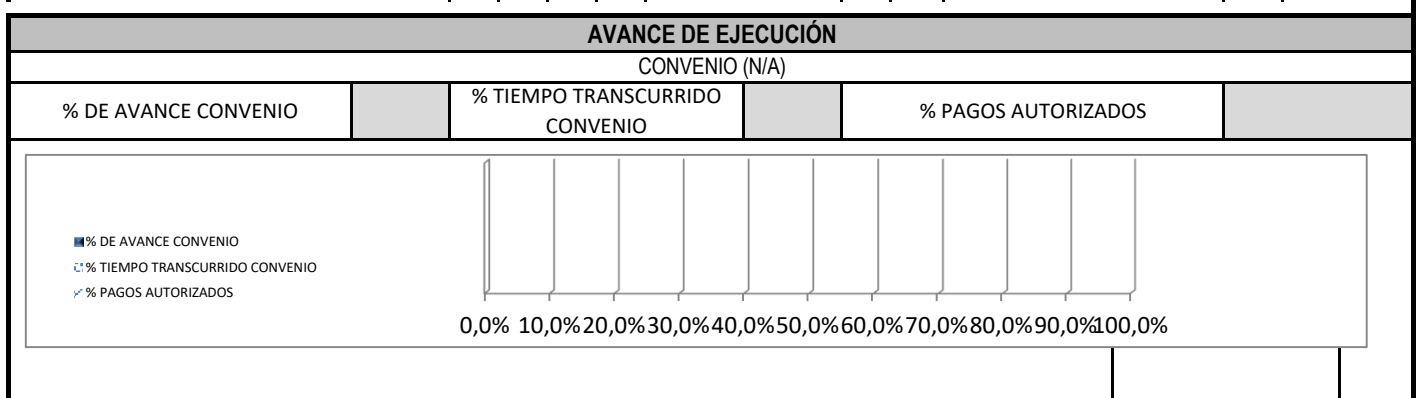 AVANCE DE EJECUCIÓN
CONVENIO (N/A)
% DE AVANCE CONVENIO
% TIEMPO TRANSCURRIDO
CONVENIO
% PAGOS AUTORIZADOS
% DE AVANCE CONVENIO
% TIEMPO TRANSCURRIDO CONVENIO
% PAGOS AUTORIZADOS
0,0% 10,0% 20,0% 30,0% 40,0% 50,0% 60,0% 70,0% 80,0% 90,0% 100,0%